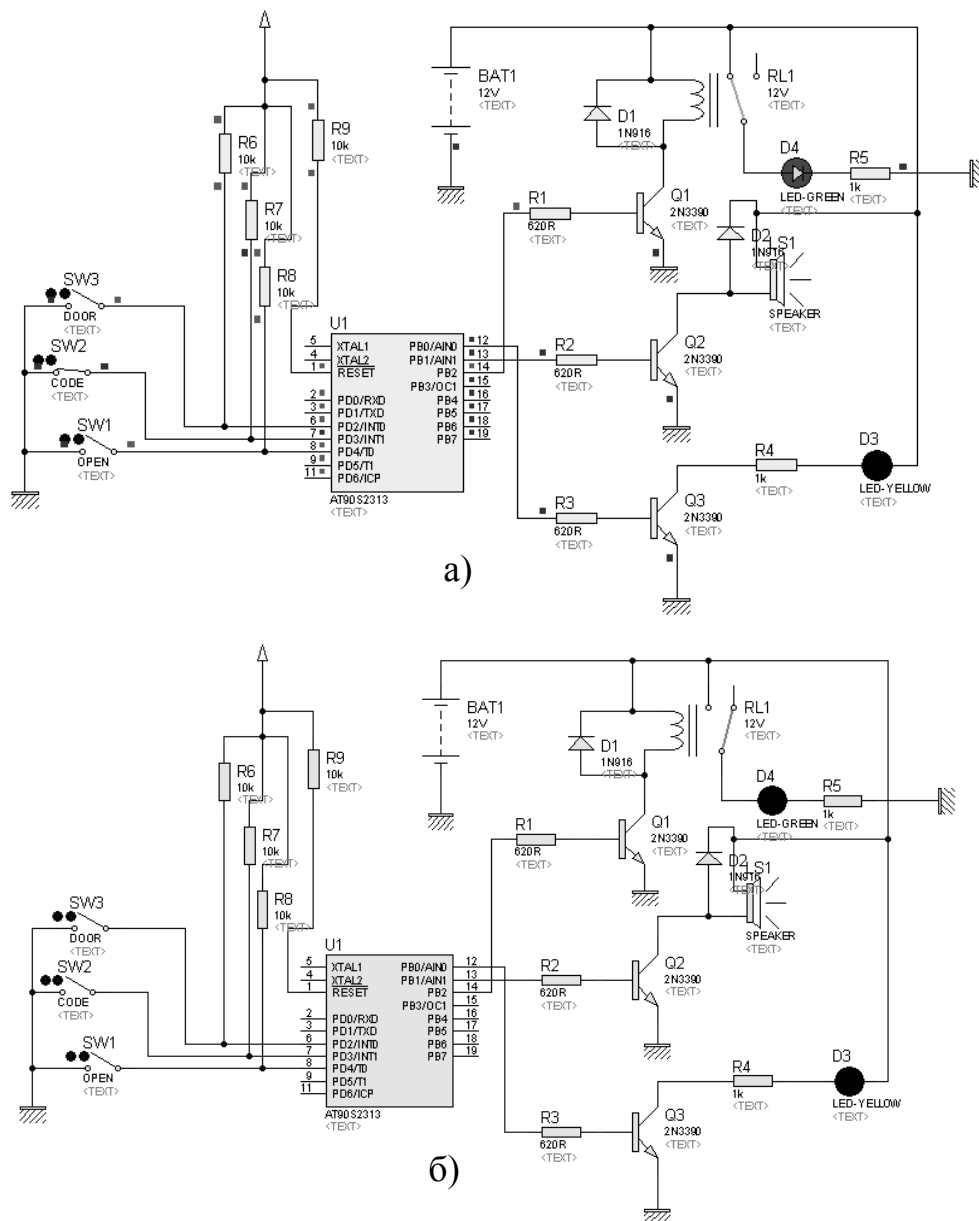 BAT1
12V
<TEXT>
D1
1N916
<TEXT>
RL1
12V
<TEXT>
R6
10k
<TEXT>
R9
10k
<TEXT>
D4
LED-GREEN
<TEXT>
R5
1k
<TEXT>
R7
10k
<TEXT>
R1
620R
<TEXT>
Q1
2N3390
<TEXT>
D2
1N916
<TEXT>
LS1
SPEAKER
<TEXT>
R8
10k
<TEXT>
SW3
DOOR
<TEXT>
SW2
CODE
<TEXT>
SW1
OPEN
<TEXT>
U1
5 XTAL1 PB0/AIN0 12
4 XTAL2 PB1/AIN1 13
1 RESET PB2 14
PB3/OC1 15
2 PD0/RXD PB4 16
3 PD1/TXD PB5 17
6 PD2/INT0 PB6 18
7 PD3/INT1 PB7 19
8 PD4/T0
9 PD5/T1
11 PD6/ICP
AT90S2313
<TEXT>
R2
620R
<TEXT>
Q2
2N3390
<TEXT>
R4
1k
<TEXT>
D3
LED-YELLOW
<TEXT>
R3
620R
<TEXT>
Q3
2N3390
<TEXT>
а)
BAT1
12V
<TEXT>
D1
1N916
<TEXT>
RL1
12V
<TEXT>
R6
10k
<TEXT>
R9
10k
<TEXT>
D4
LED-GREEN
<TEXT>
R5
1k
<TEXT>
R7
10k
<TEXT>
R1
620R
<TEXT>
Q1
2N3390
<TEXT>
D2
1N916
<TEXT>
LS1
SPEAKER
<TEXT>
R8
10k
<TEXT>
SW3
DOOR
<TEXT>
SW2
CODE
<TEXT>
SW1
OPEN
<TEXT>
U1
5 XTAL1 PB0/AIN0 12
4 XTAL2 PB1/AIN1 13
1 RESET PB2 14
PB3/OC1 15
2 PD0/RXD PB4 16
3 PD1/TXD PB5 17
6 PD2/INT0 PB6 18
7 PD3/INT1 PB7 19
8 PD4/T0
9 PD5/T1
11 PD6/ICP
AT90S2313
<TEXT>
R2
620R
<TEXT>
Q2
2N3390
<TEXT>
R4
1k
<TEXT>
D3
LED-YELLOW
<TEXT>
R3
620R
<TEXT>
Q3
2N3390
<TEXT>
б)